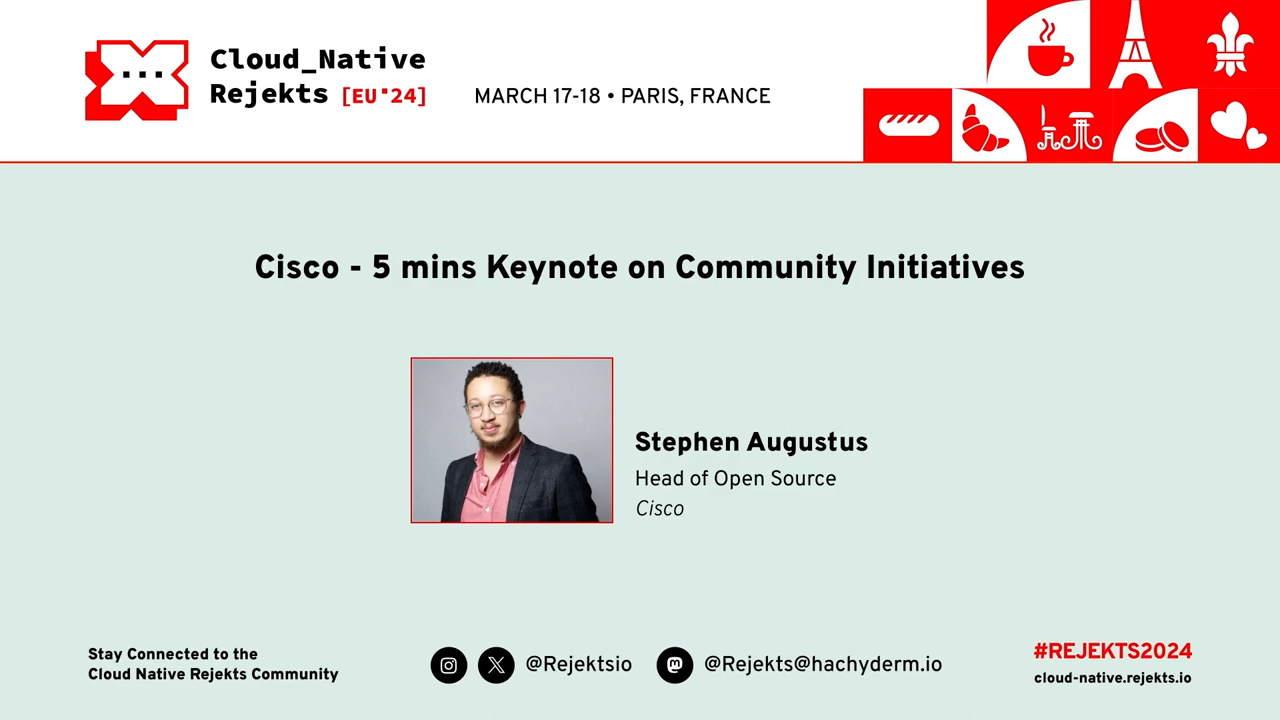 Cloud_Native
Rejekts [EU'24]
MARCH 17-18 • PARIS, FRANCE
Cisco - 5 mins Keynote on Community Initiatives
Stephen Augustus
Head of Open Source
Cisco
Stay Connected to the
Cloud Native Rejekts Community
@Rejektsio
@Rejekts@hachyderm.io
#REJEKTS2024
cloud-native.rejekts.io